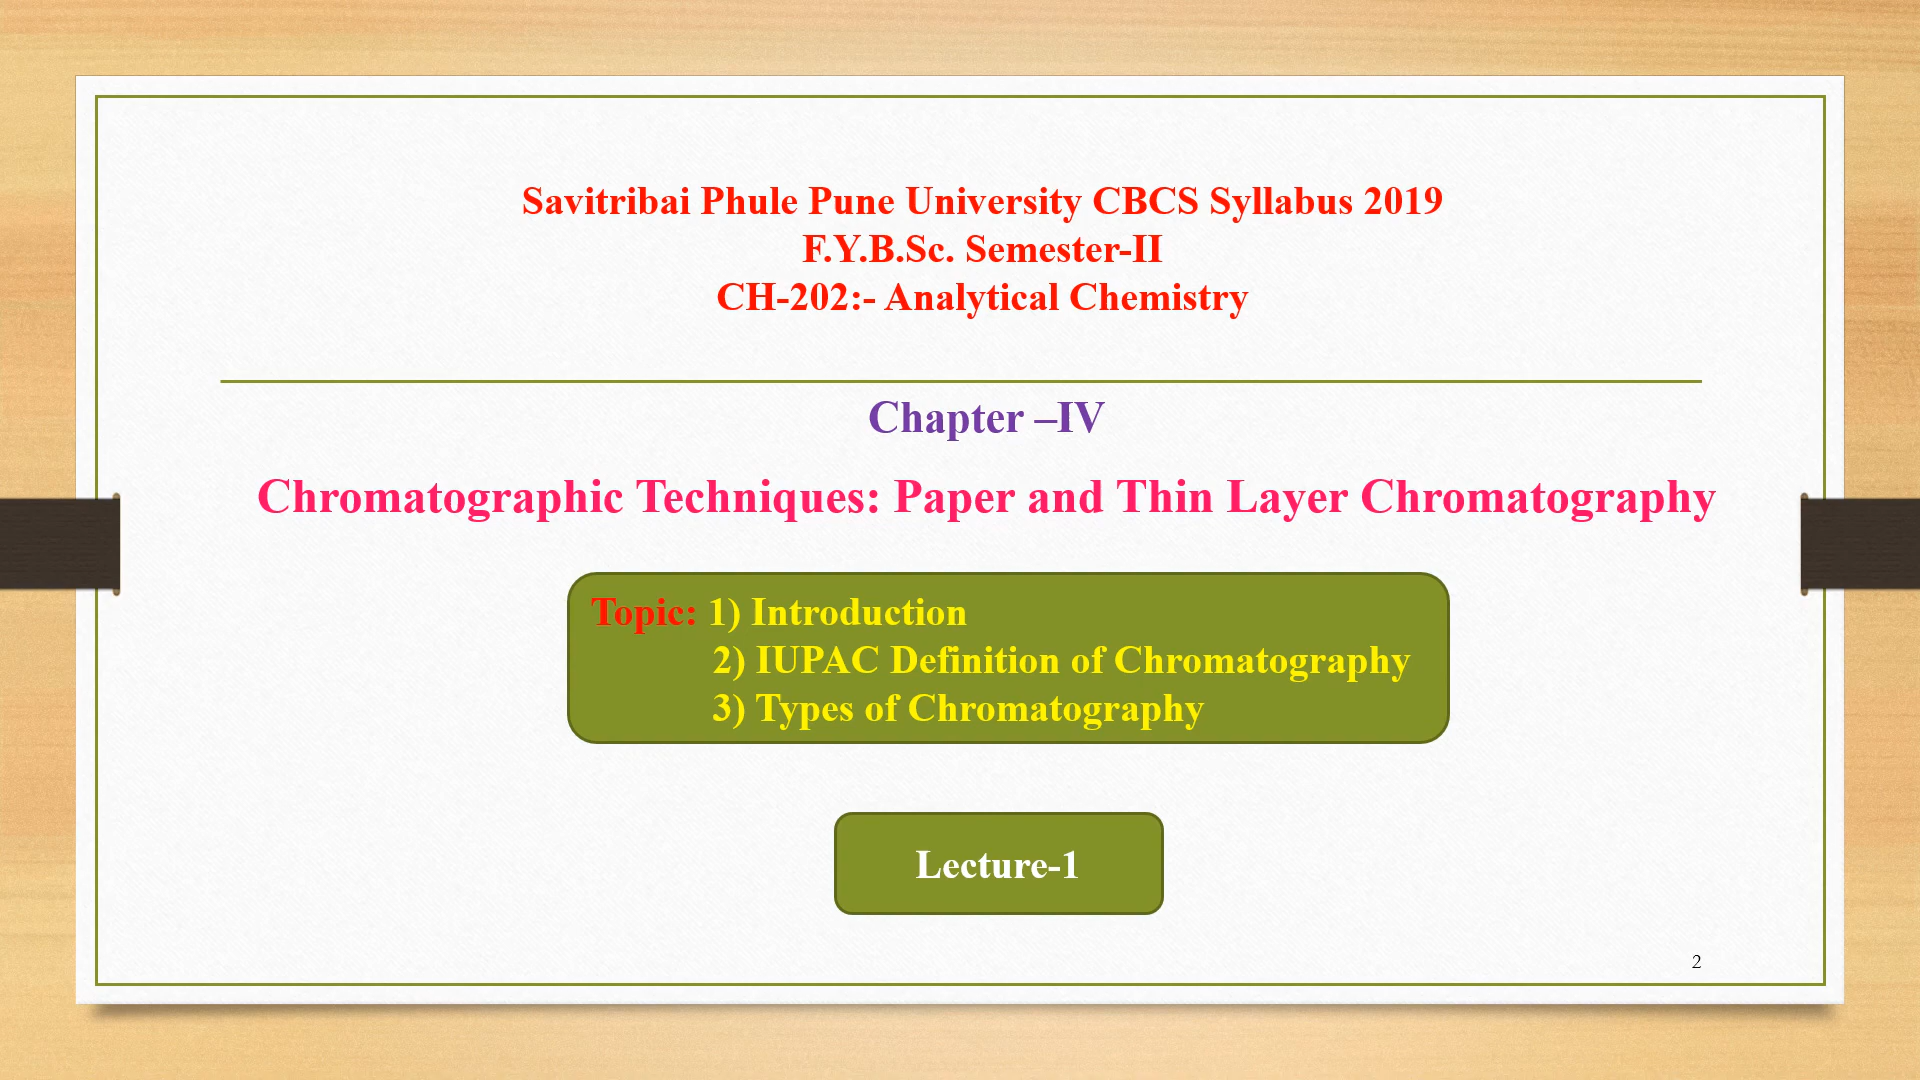 Savitribai Phule Pune University CBCS Syllabus 2019
F.Y.B.Sc. Semester-II
CH-202:- Analytical Chemistry
Chapter –IV
Chromatographic Techniques: Paper and Thin Layer Chromatography
Topic: 1) Introduction
2) IUPAC Definition of Chromatography
3) Types of Chromatography
Lecture-1
2